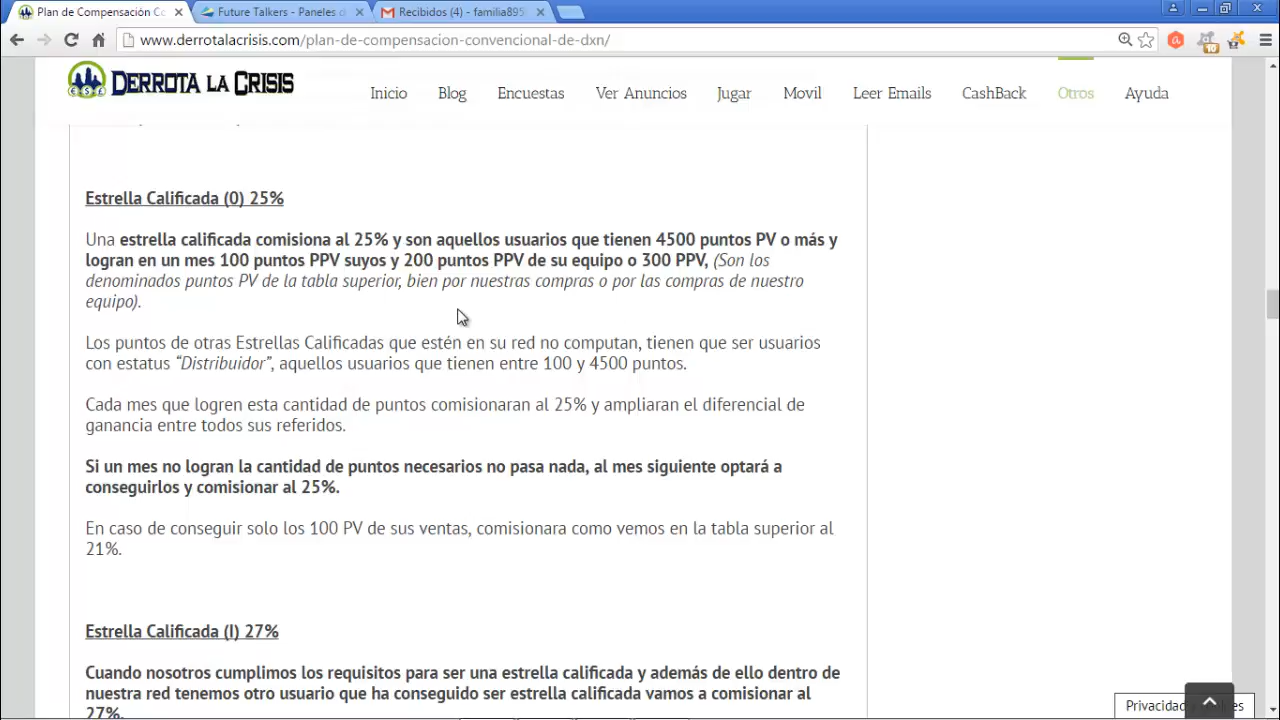 Plan de Compensación Co
Future Talkers - Paneles d
Recibidos (4) - familia895
www.derrotalacrisis.com/plan-de-compensacion-convencional-de-dxn/
10
DERROTA LA CRISIS
Inicio
Blog
Encuestas
Ver Anuncios
Jugar
Movil
Leer Emails
CashBack
Otros
Ayuda
Estrella Calificada (0) 25%
Una estrella calificada comisiona al 25% y son aquellos usuarios que tienen 4500 puntos PV o más y
logran en un mes 100 puntos PPV suyos y 200 puntos PPV de su equipo o 300 PPV, (Son los
denominados puntos PV de la tabla superior, bien por nuestras compras o por las compras de nuestro
equipo).
Los puntos de otras Estrellas Calificadas que estén en su red no computan, tienen que ser usuarios
con estatus “Distribuidor”, aquellos usuarios que tienen entre 100 y 4500 puntos.
Cada mes que logren esta cantidad de puntos comisionaran al 25% y ampliaran el diferencial de
ganancia entre todos sus referidos.
Si un mes no logran la cantidad de puntos necesarios no pasa nada, al mes siguiente optará a
conseguirlos y comisionar al 25%.
En caso de conseguir solo los 100 PV de sus ventas, comisionara como vemos en la tabla superior al
21%.
Estrella Calificada (I) 27%
Cuando nosotros cumplimos los requisitos para ser una estrella calificada y además de ello dentro de
nuestra red tenemos otro usuario que ha conseguido ser estrella calificada vamos a comisionar al
27%.